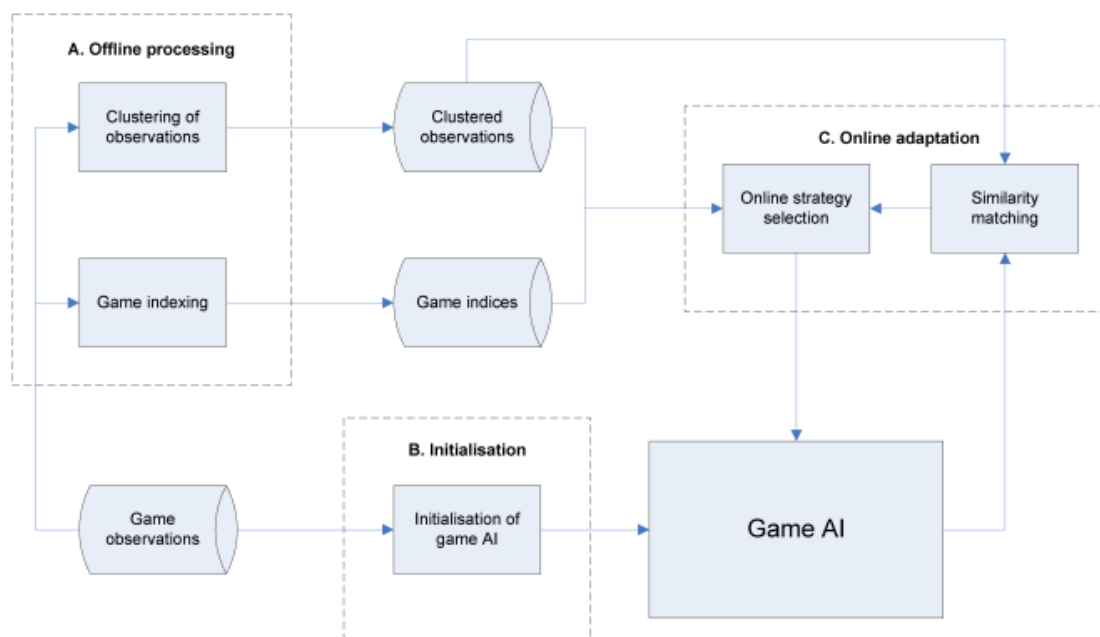 A. Offline processing
Clustering of
observations
Clustered
observations
C. Online adaptation
Online strategy
selection
Similarity
matching
Game indexing
Game indices
B. Initialisation
Game
observations
Initialisation of
game AI
Game AI